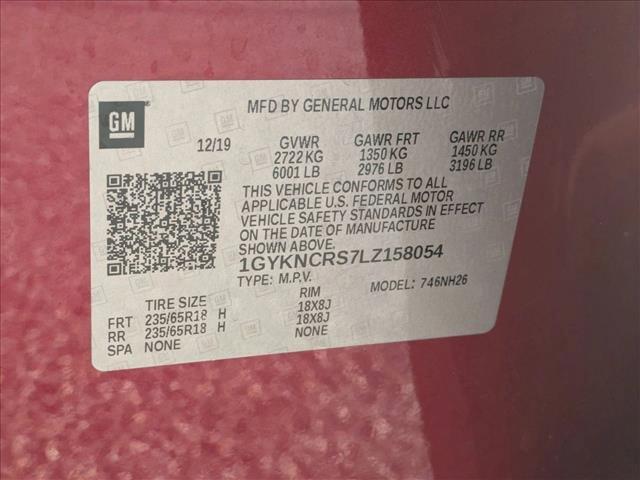 GM
MFD BY GENERAL MOTORS LLC
12/19 GVWR GAWR FRT GAWR RR
2722 KG 1350 KG 1450 KG
6001 LB 2976 LB 3196 LB
THIS VEHICLE CONFORMS TO ALL
APPLICABLE U.S. FEDERAL MOTOR
VEHICLE SAFETY STANDARDS IN EFFECT
ON THE DATE OF MANUFACTURE
SHOWN ABOVE.
1GYKNCRS7LZ158054
TYPE: M.P.V. MODEL: 746NH26
TIRE SIZE RIM
FRT 235/65R18 H 18X8J
RR 235/65R18 H 18X8J
SPA NONE NONE